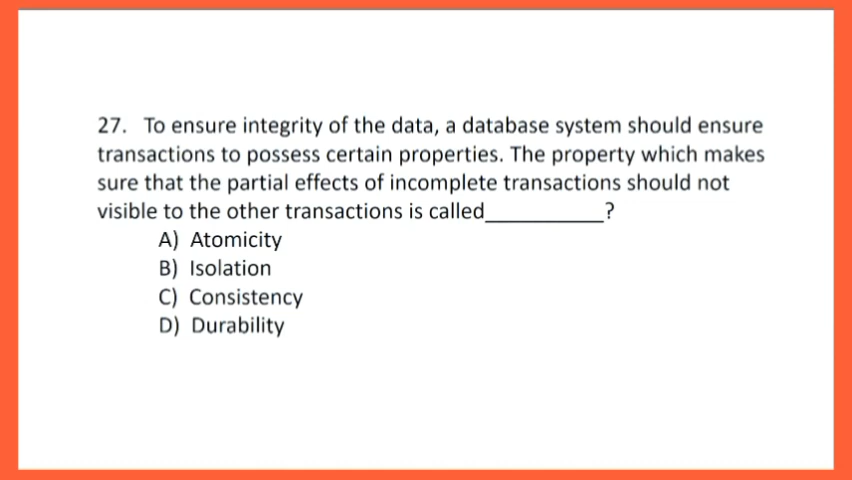 27. To ensure integrity of the data, a database system should ensure
transactions to possess certain properties. The property which makes
sure that the partial effects of incomplete transactions should not
visible to the other transactions is called___________?
A) Atomicity
B) Isolation
C) Consistency
D) Durability